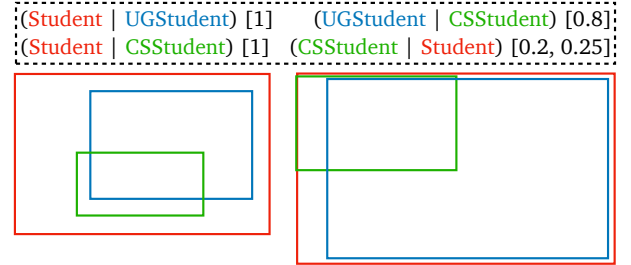 (Student | UGStudent) [1] (UGStudent | CSStudent) [0.8]
(Student | CSStudent) [1] (CSStudent | Student) [0.2, 0.25]